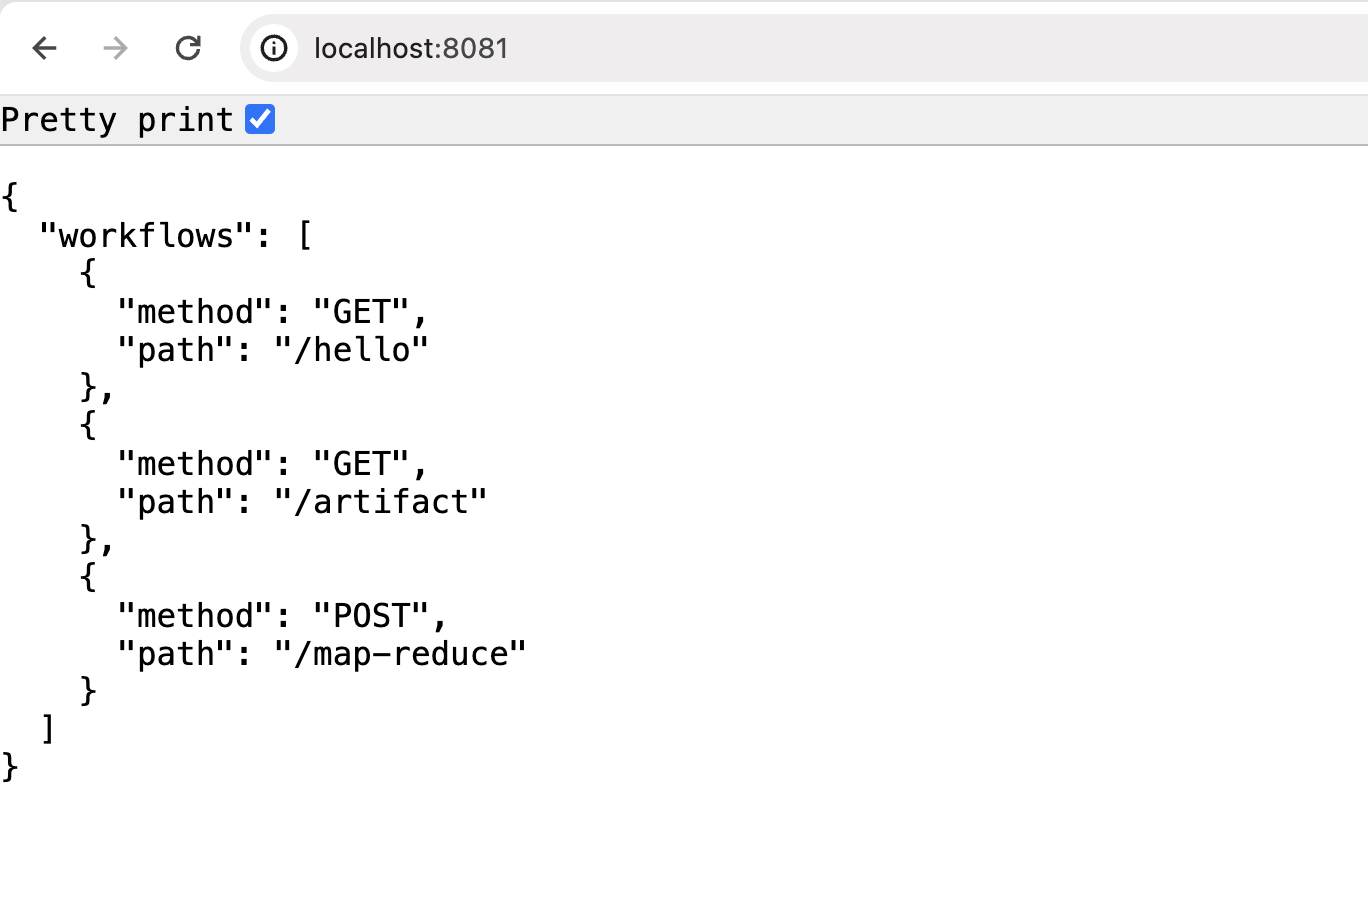 localhost:8081
Pretty print
{
  "workflows": [
    {
      "method": "GET",
      "path": "/hello"
    },
    {
      "method": "GET",
      "path": "/artifact"
    },
    {
      "method": "POST",
      "path": "/map-reduce"
    }
  ]
}